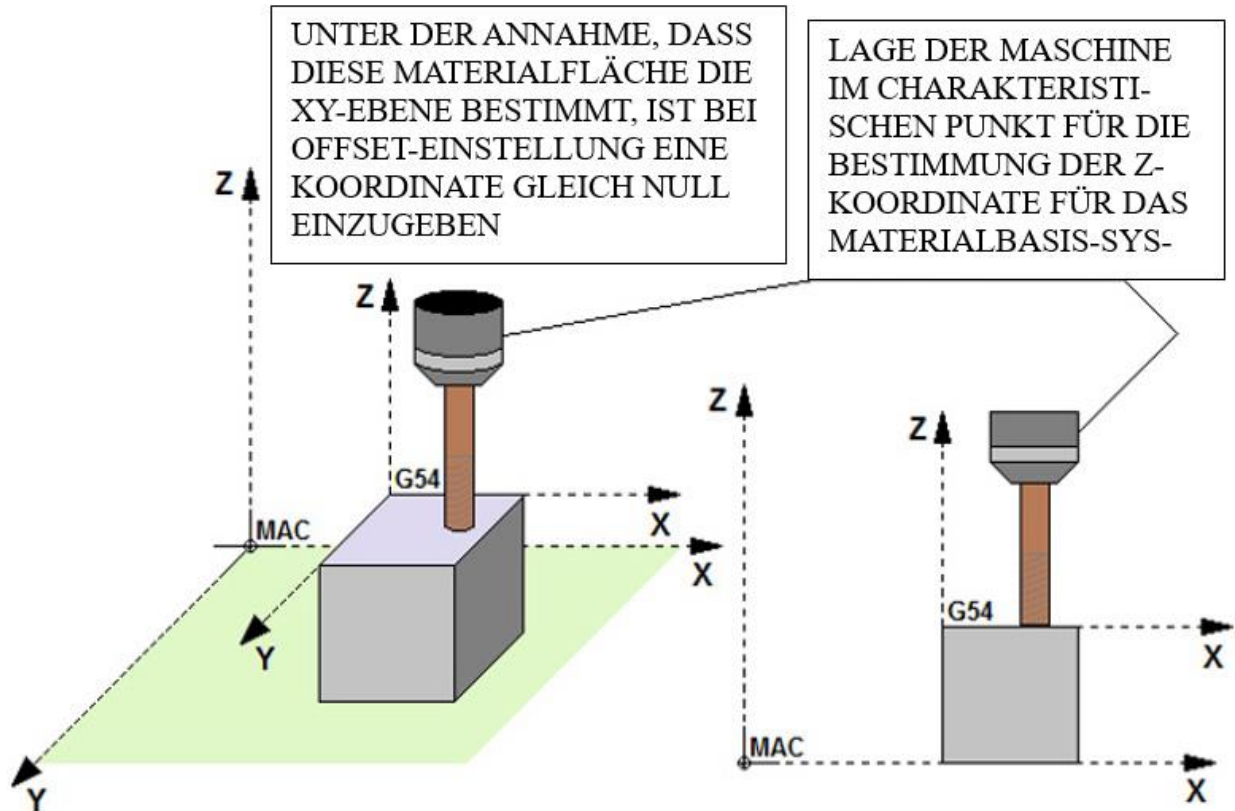 UNTER DER ANNAHME, DASS
DIESE MATERIALFLÄCHE DIE
XY-EBENE BESTIMMT, IST BEI
OFFSET-EINSTELLUNG EINE
KOORDINATE GLEICH NULL
EINZUGEBEN
LAGE DER MASCHINE
IM CHARAKTERISTI-
SCHEN PUNKT FÜR DIE
BESTIMMUNG DER Z-
KOORDINATE FÜR DAS
MATERIALBASIS-SYS-
Z
Z
G54
X
MAC
X
Y
Y
Z
Z
G54
X
MAC
X